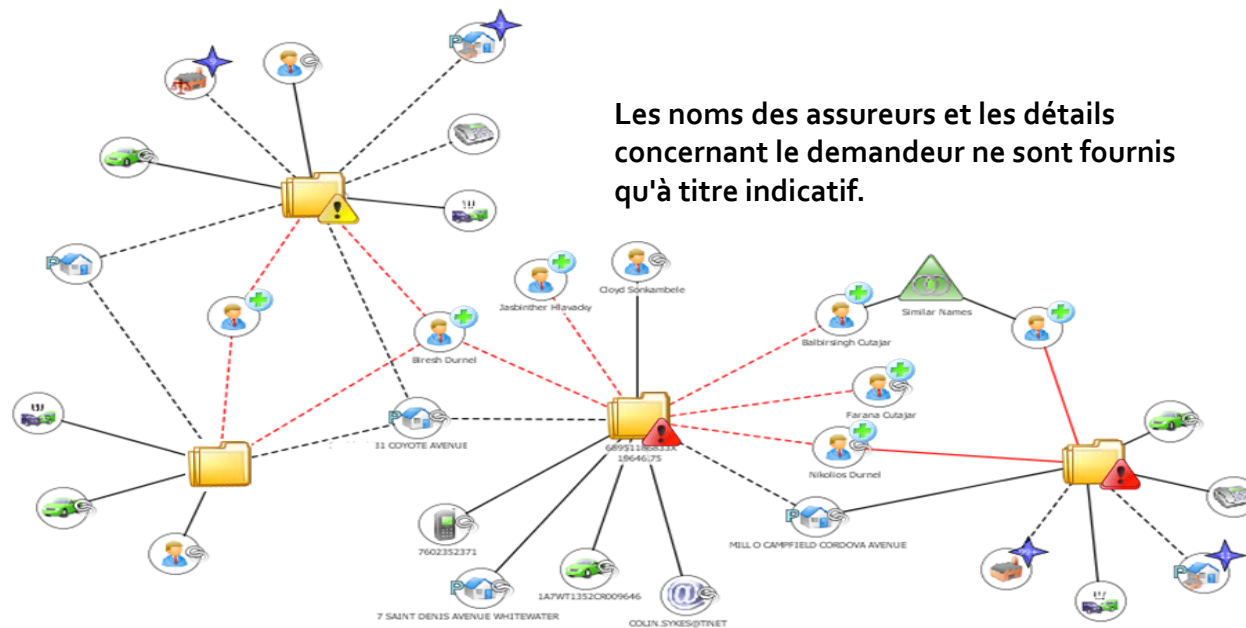 Les noms des assureurs et les détails
concernant le demandeur ne sont fournis
qu'à titre indicatif.
Cloyd Sonkambele
Jasbinther Hlavacky
Similar Names
Balbirsingh Cutajar
Biresh Durnel
Farana Cutajar
31 COYOTE AVENUE
Nikolios Durnel
MILL O CAMPFIELD CORDOVA AVENUE
7602352371
1A7WT1352CR009646
7 SAINT DENIS AVENUE WHITEWATER
COLIN.SYKES@TINET